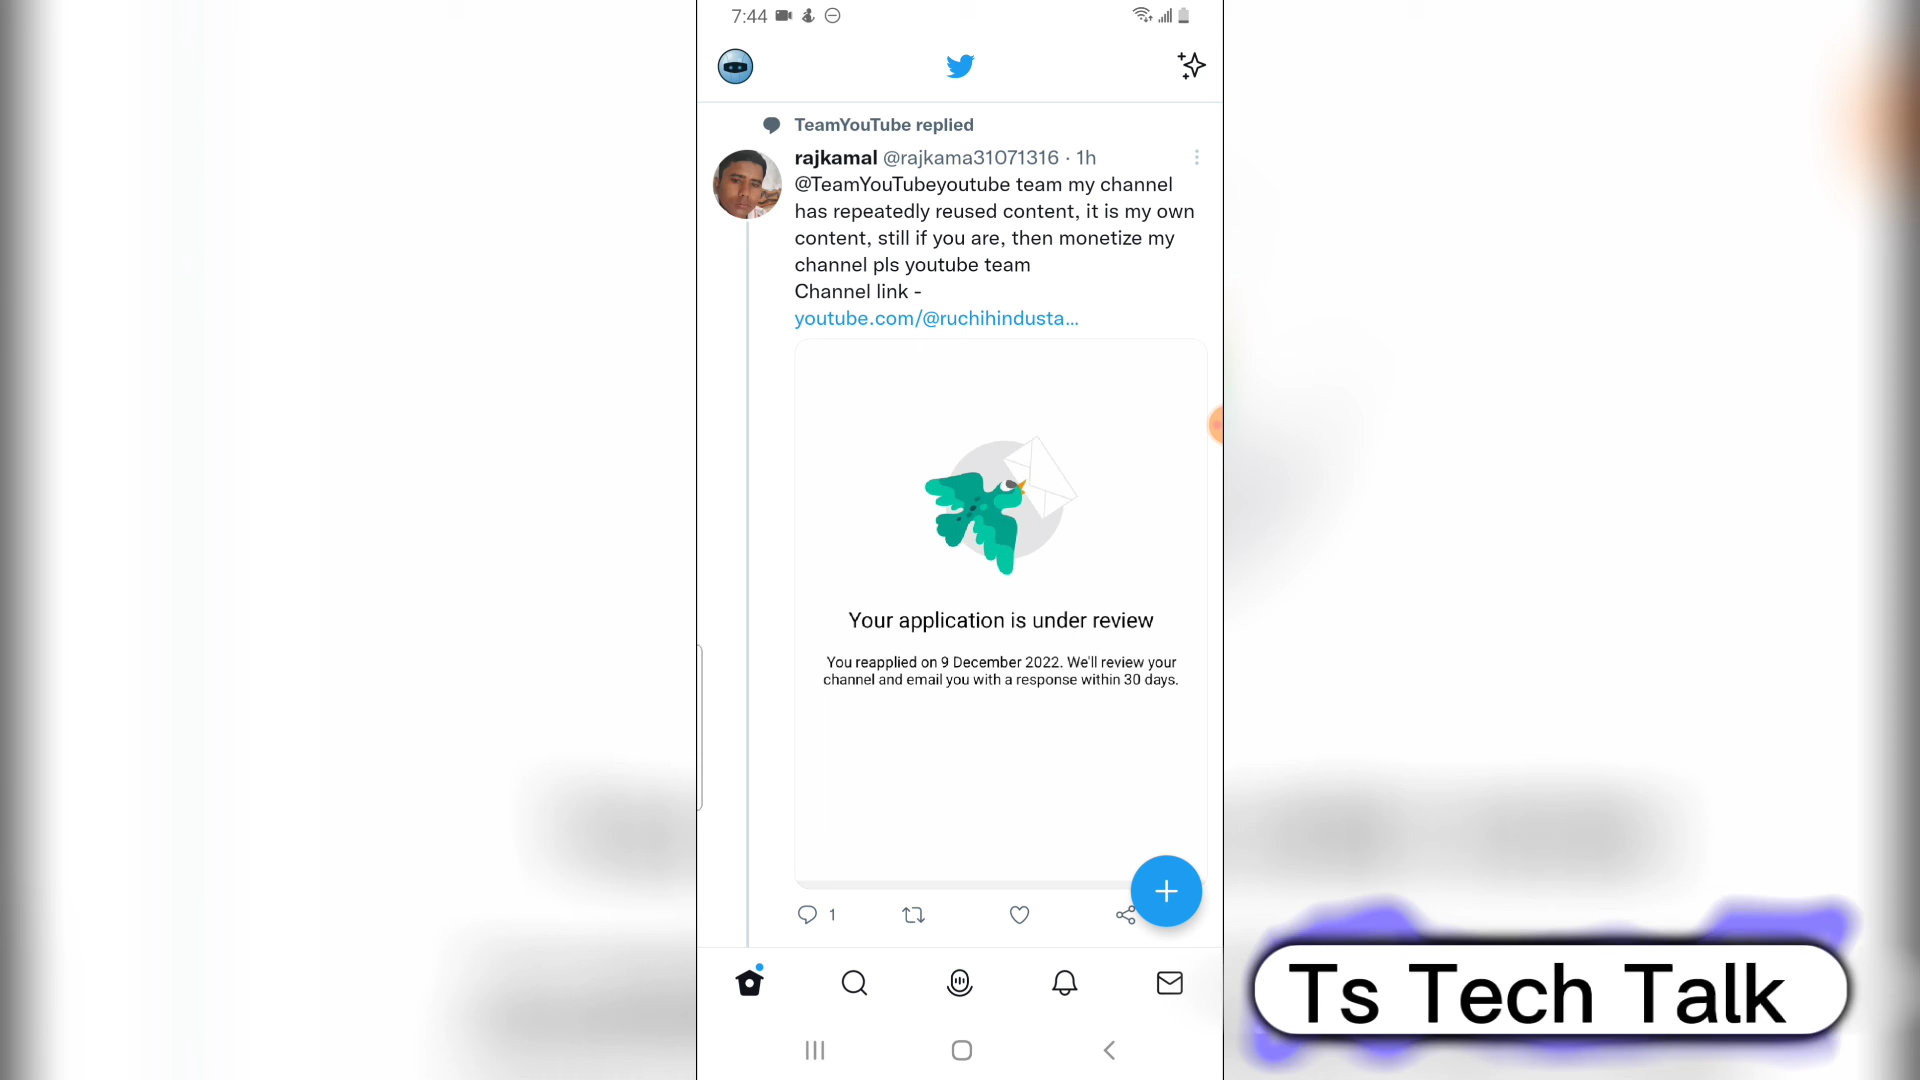 7:44
TeamYouTube replied
rajkamal @rajkama31071316 · 1h
@TeamYouTubeyoutube team my channel
has repeatedly reused content, it is my own
content, still if you are, then monetize my
channel pls youtube team
Channel link -
youtube.com/@ruchihindusta...
Your application is under review
You reapplied on 9 December 2022. We'll review your
channel and email you with a response within 30 days.
1
Ts Tech Talk